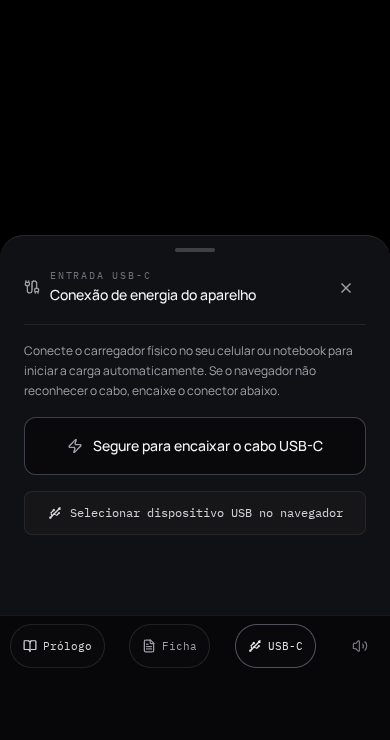 ENTRADA USB-C
Conexão de energia do aparelho
Conecte o carregador físico no seu celular ou notebook para
iniciar a carga automaticamente. Se o navegador não
reconhecer o cabo, encaixe o conector abaixo.
Segure para encaixar o cabo USB-C
Selecionar dispositivo USB no navegador
Prólogo
Ficha
USB-C